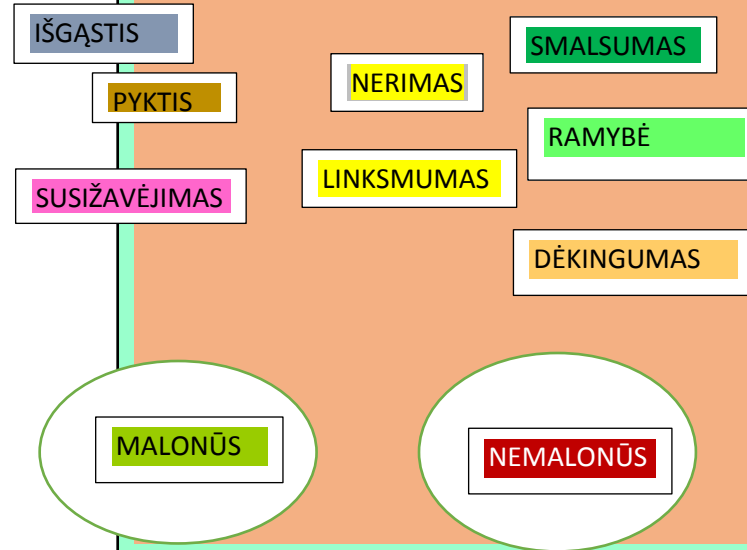 IŠGĄSTIS
SMALSUMAS
NERIMAS
PYKTIS
RAMYBĖ
LINKSMUMAS
SUSIŽAVĖJIMAS
DĖKINGUMAS
MALONŪS
NEMALONŪS